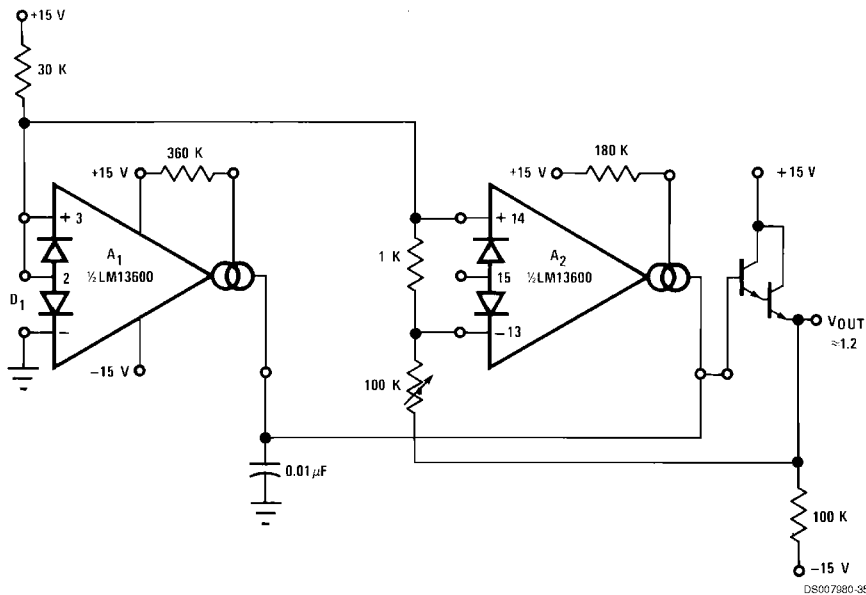 +15 V
30 K
+15 V
360 K
+ 3
A1
½LM13600
2
D1
−
−15 V
0.01 μF
+15 V
180 K
+ 14
1 K
A2
15
½LM13600
−13
100 K
+15 V
VOUT
≈1.2
100 K
−15 V
DS007980-35